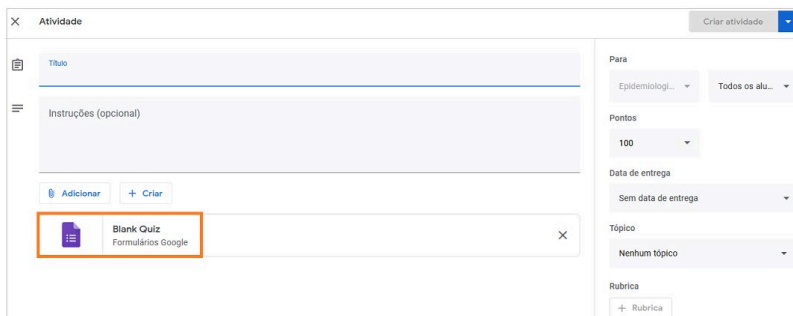 Atividade
Criar atividade
Título
Instruções (opcional)
Adicionar
+ Criar
Blank Quiz
Formulários Google
Para
Epidemiologi...
Todos os alu...
Pontos
100
Data de entrega
Sem data de entrega
Tópico
Nenhum tópico
Rubrica
+ Rubrica